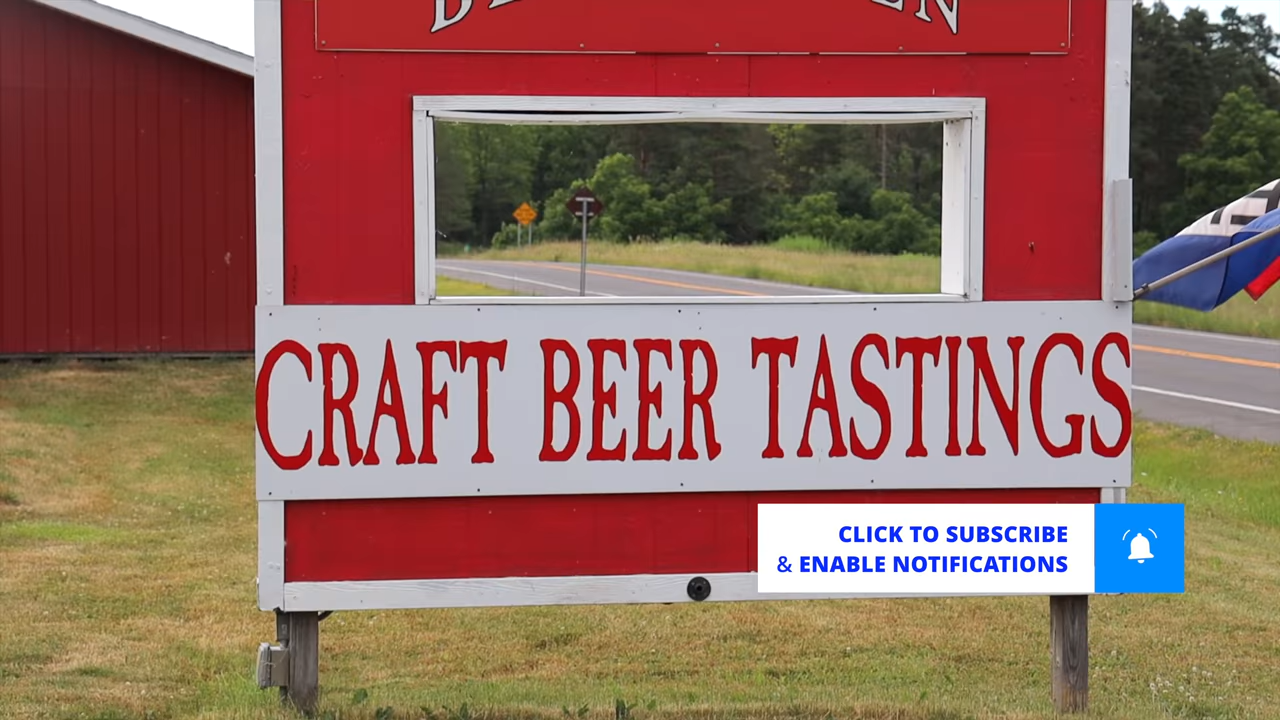 CRAFT BEER TASTINGS
CLICK TO SUBSCRIBE
& ENABLE NOTIFICATIONS